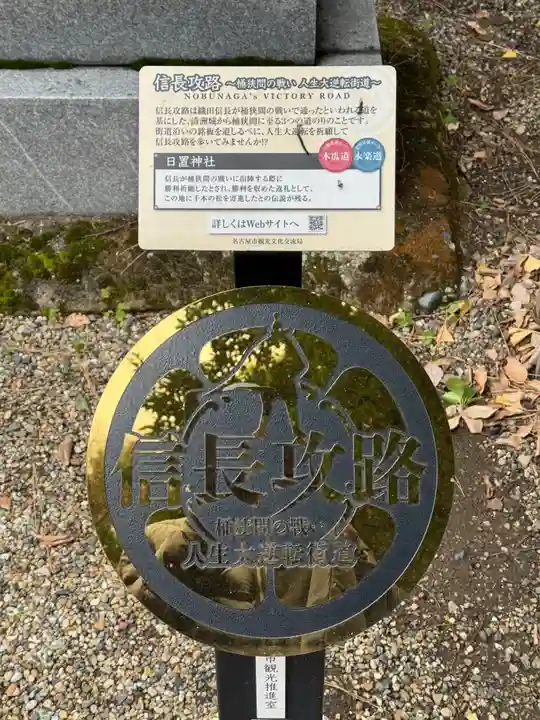 信長攻路 ～桶狭間の戦い 人生大逆転街道～
NOBUNAGA's VICTORY ROAD
信長攻路は織田信長が桶狭間の戦いで通ったといわれる道を
基にした、清洲城から桶狭間に至る3つの道のりのことです。
街道沿いの路板を道しるべに、人生大逆転を祈願して
信長攻路を歩いてみませんか!?
日置神社
木瓜道
永楽道
信長が桶狭間の戦いに出陣する際に
勝利祈願したとされ、勝利を収めた返礼として、
この地に千本の松を寄進したとの伝説が残る。
詳しくはWebサイトへ
名古屋市観光文化交流局
信長攻路
桶狭間の戦い
人生大逆転街道
市観光推進室